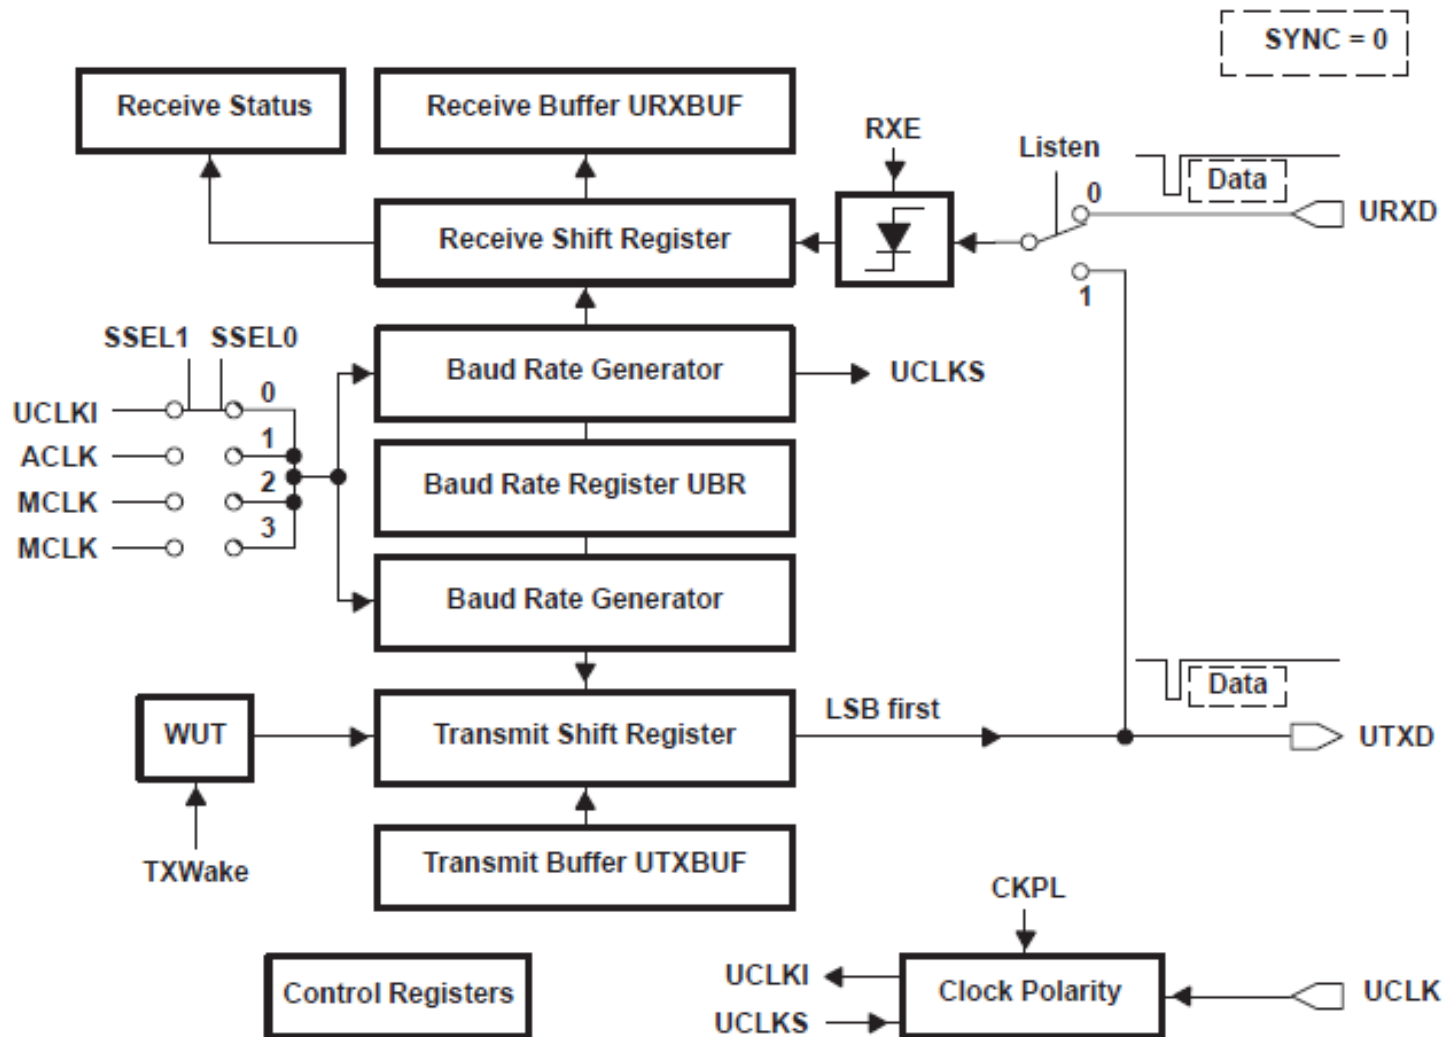 SYNC = 0
Receive Status
Receive Buffer URXBUF
RXE
Listen
Data
0
URXD
Receive Shift Register
1
SSEL1 SSEL0
Baud Rate Generator
UCLKS
0
UCLKI
1
ACLK
Baud Rate Register UBR
2
MCLK
3
MCLK
Baud Rate Generator
Data
LSB first
WUT
Transmit Shift Register
UTXD
TXWake
Transmit Buffer UTXBUF
CKPL
UCLKI
Control Registers
Clock Polarity
UCLK
UCLKS